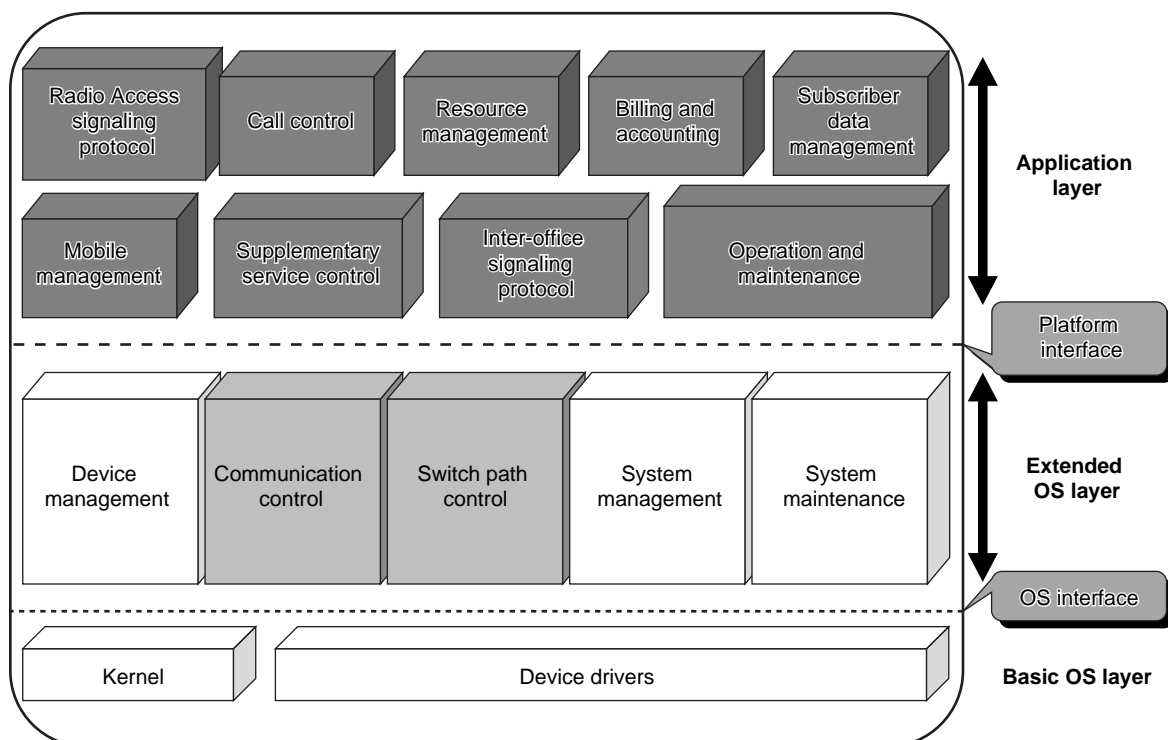 Radio Access
signaling
protocol
Call control
Resource
management
Billing and
accounting
Subscriber
data
management
Application
layer
Mobile
management
Supplementary
service control
Inter-office
signaling
protocol
Operation and
maintenance
Platform
interface
Device
management
Communication
control
Switch path
control
System
management
System
maintenance
Extended
OS layer
OS interface
Kernel
Device drivers
Basic OS layer